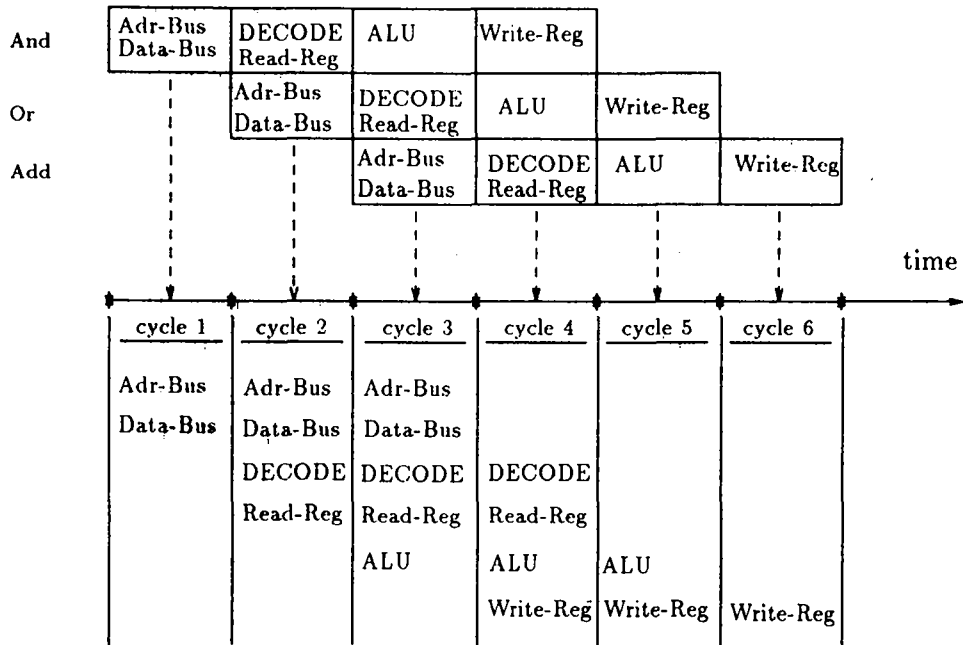 And
Adr-Bus
Data-Bus
DECODE
Read-Reg
ALU
Write-Reg
Or
Adr-Bus
Data-Bus
DECODE
Read-Reg
ALU
Write-Reg
Add
Adr-Bus
Data-Bus
DECODE
Read-Reg
ALU
Write-Reg
time
cycle 1
cycle 2
cycle 3
cycle 4
cycle 5
cycle 6
Adr-Bus
Data-Bus
Adr-Bus
Data-Bus
DECODE
Read-Reg
Adr-Bus
Data-Bus
DECODE
Read-Reg
ALU
DECODE
Read-Reg
ALU
Write-Reg
ALU
Write-Reg
Write-Reg